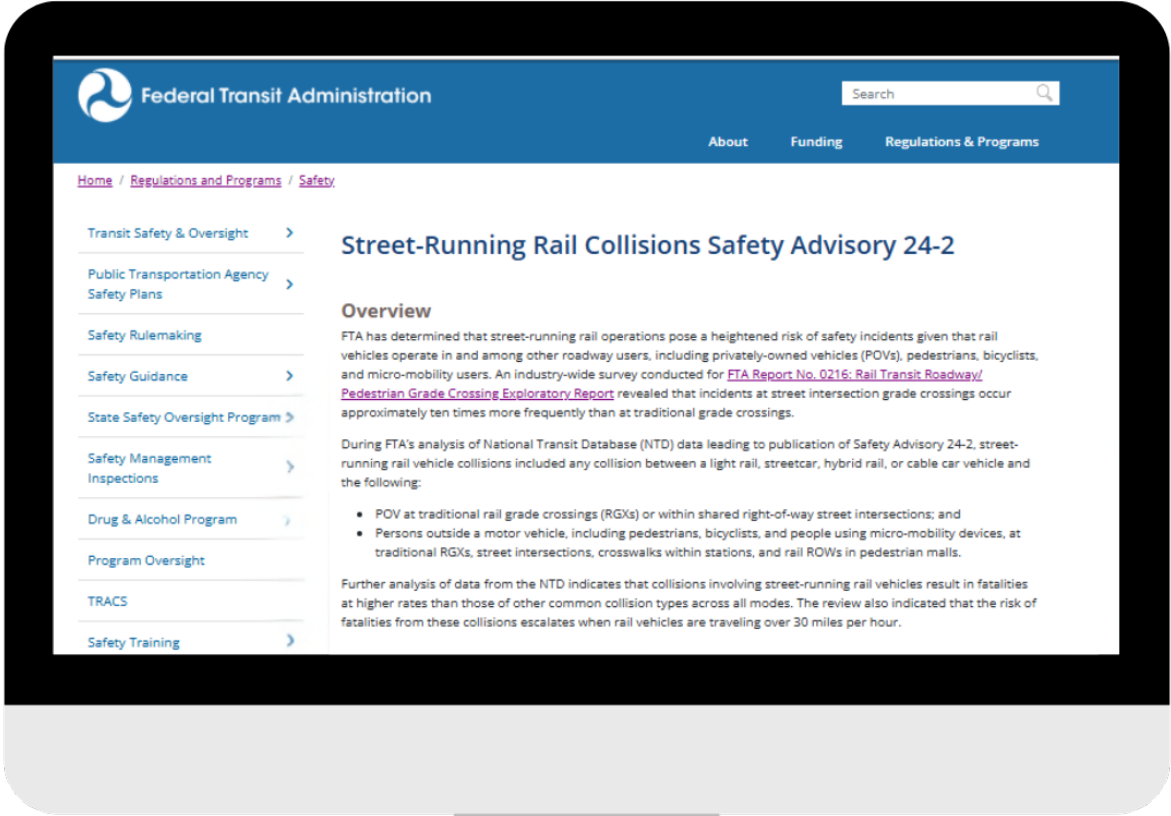 Federal Transit Administration
Search
About Funding Regulations & Programs
Home / Regulations and Programs / Safety
Transit Safety & Oversight
Public Transportation Agency
Safety Plans
Safety Rulemaking
Safety Guidance
State Safety Oversight Program
Safety Management
Inspections
Drug & Alcohol Program
Program Oversight
TRACS
Safety Training
Street-Running Rail Collisions Safety Advisory 24-2
Overview
FTA has determined that street-running rail operations pose a heightened risk of safety incidents given that rail
vehicles operate in and among other roadway users, including privately-owned vehicles (POVs), pedestrians, bicyclists,
and micro-mobility users. An industry-wide survey conducted for FTA Report No. 0216: Rail Transit Roadway/
Pedestrian Grade Crossing Exploratory Report revealed that incidents at street intersection grade crossings occur
approximately ten times more frequently than at traditional grade crossings.
During FTA's analysis of National Transit Database (NTD) data leading to publication of Safety Advisory 24-2, street-
running rail vehicle collisions included any collision between a light rail, streetcar, hybrid rail, or cable car vehicle and
the following:
• POV at traditional rail grade crossings (RGXs) or within shared right-of-way street intersections; and
• Persons outside a motor vehicle, including pedestrians, bicyclists, and people using micro-mobility devices, at
traditional RGXs, street intersections, crosswalks within stations, and rail ROWs in pedestrian malls.
Further analysis of data from the NTD indicates that collisions involving street-running rail vehicles result in fatalities
at higher rates than those of other common collision types across all modes. The review also indicated that the risk of
fatalities from these collisions escalates when rail vehicles are traveling over 30 miles per hour.